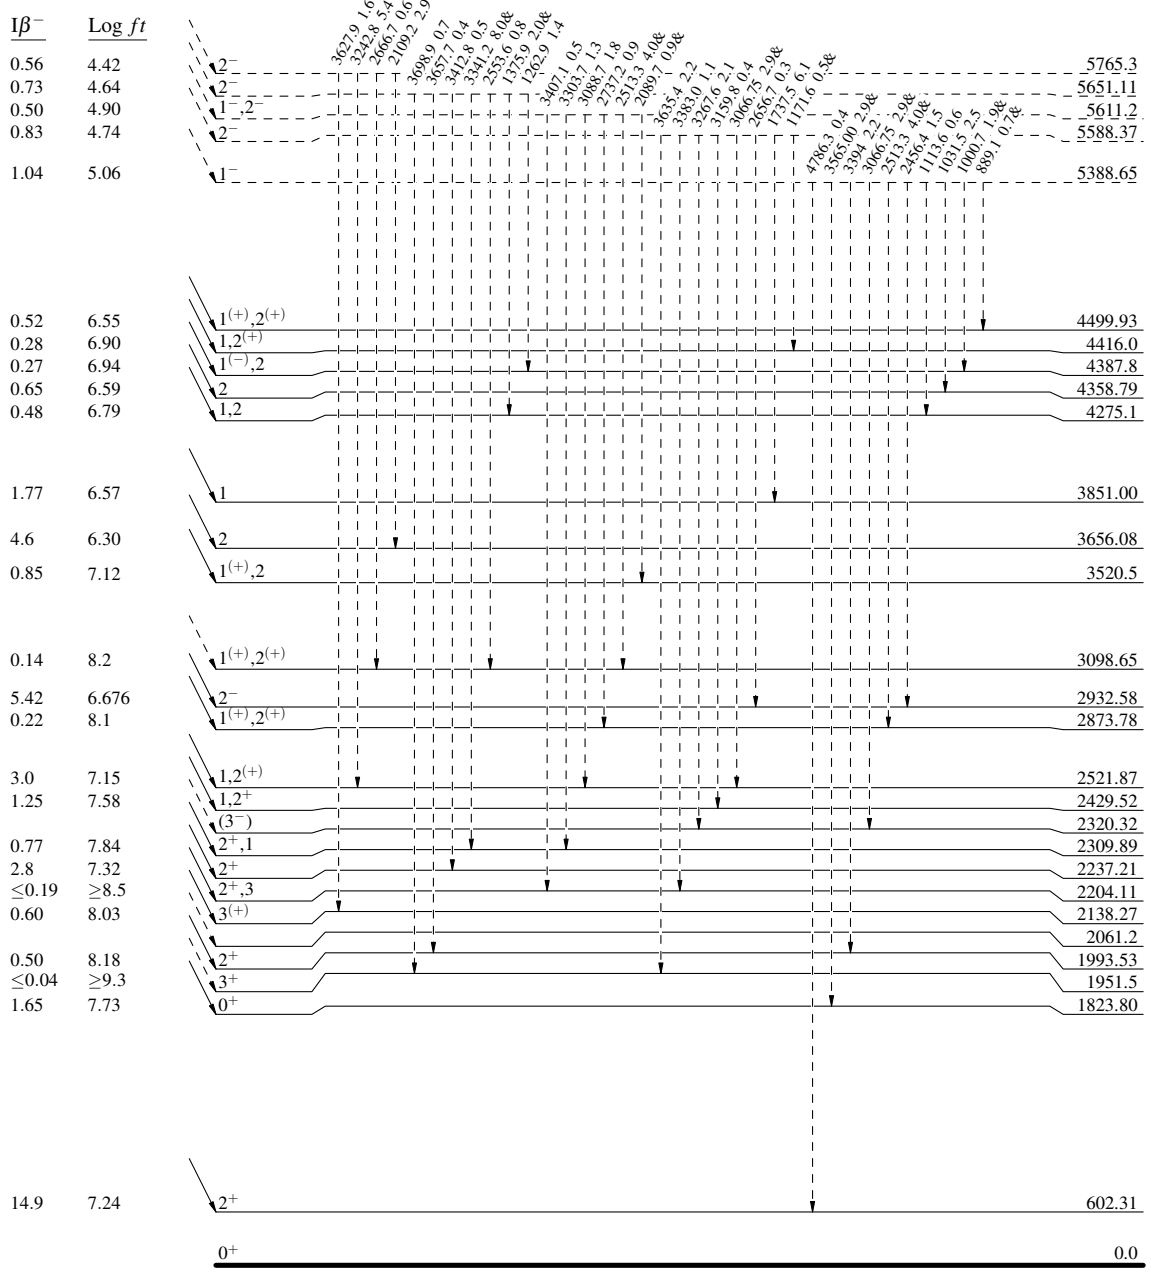 Iβ⁻ Log ft
3627.9 1.6
3242.8 5.4
2666.7 0.6
2109.2 2.9
3698.9 0.7
3657.7 0.4
3412.8 0.5
3341.2 8.0&
2553.6 0.8
1375.9 2.0&
1262.9 1.4
3407.1 0.5
3303.7 1.3
3088.7 1.8
2737.2 0.9
2513.3 4.0&
2089.7 0.9&
3635.4 2.2
3383.0 1.1
3267.6 2.1
3159.8 0.4
3066.75 2.9&
2656.7 0.3
1737.5 6.1
1171.6 0.5&
4786.3 0.4
3565.00 2.9&
3394 2.2
3066.75 2.9&
2513.3 4.0&
2456.4 1.5
1113.6 0.6
1031.5 2.5
1000.7 1.9&
889.1 0.7&
0.56 4.42 2⁻ 5765.3
0.73 4.64 2⁻ 5651.11
0.50 4.90 1⁻,2⁻ 5611.2
0.83 4.74 2⁻ 5588.37
1.04 5.06 1⁻ 5388.65
0.52 6.55 1⁽⁺⁾,2⁽⁺⁾ 4499.93
0.28 6.90 1,2⁽⁺⁾ 4416.0
0.27 6.94 1⁽⁻⁾,2 4387.8
0.65 6.59 2 4358.79
0.48 6.79 1,2 4275.1
1.77 6.57 1 3851.00
4.6 6.30 2 3656.08
0.85 7.12 1⁽⁺⁾,2 3520.5
0.14 8.2 1⁽⁺⁾,2⁽⁺⁾ 3098.65
5.42 6.676 2⁻ 2932.58
0.22 8.1 1⁽⁺⁾,2⁽⁺⁾ 2873.78
3.0 7.15 1,2⁽⁺⁾ 2521.87
1.25 7.58 1,2⁺ 2429.52
(3⁻) 2320.32
0.77 7.84 2⁺,1 2309.89
2.8 7.32 2⁺ 2237.21
≤0.19 ≥8.5 2⁺,3 2204.11
0.60 8.03 3⁽⁺⁾ 2138.27
2061.2
0.50 8.18 2⁺ 1993.53
≤0.04 ≥9.3 3⁺ 1951.5
1.65 7.73 0⁺ 1823.80
14.9 7.24 2⁺ 602.31
0⁺ 0.0